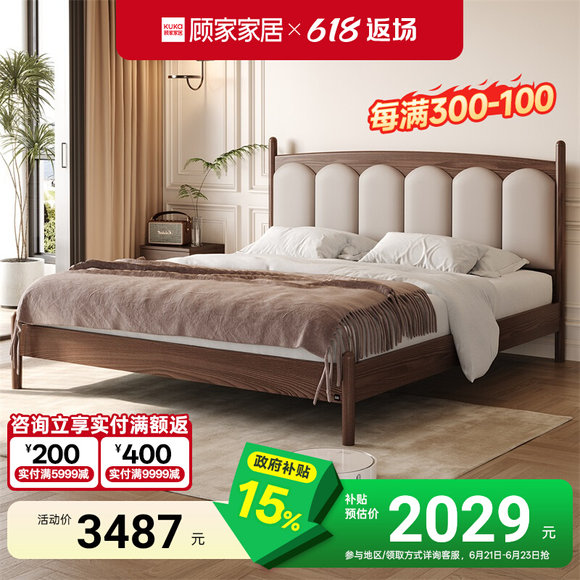 KUKa
顾家家居
顾家家居×618返场
每满300-100
咨询立享实付满额返
¥200
实付满5999减
¥400
实付满9999减
政府补贴
15%
活动价 3487 元
补贴
预估价 2029 元
参与地区/领取方式详询客服，6月21日-6月23日抢